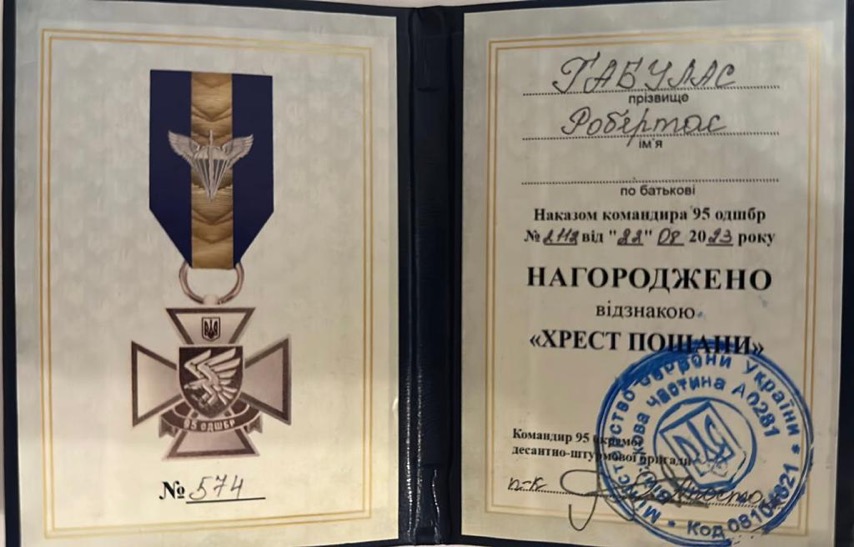 95 ОДШБР
№ 574
ГАБУЛАС
прізвище
Робертас
ім'я
по батькові
Наказом командира 95 одшбр
№ 2112 від "22" 08 2023 року
НАГОРОДЖЕНО
відзнакою
«ХРЕСТ ПОШАНИ»
Командир 95 окремої
десантно-штурмової бригади
п-к
Міністерство оборони України
Військова частина А0281
Код